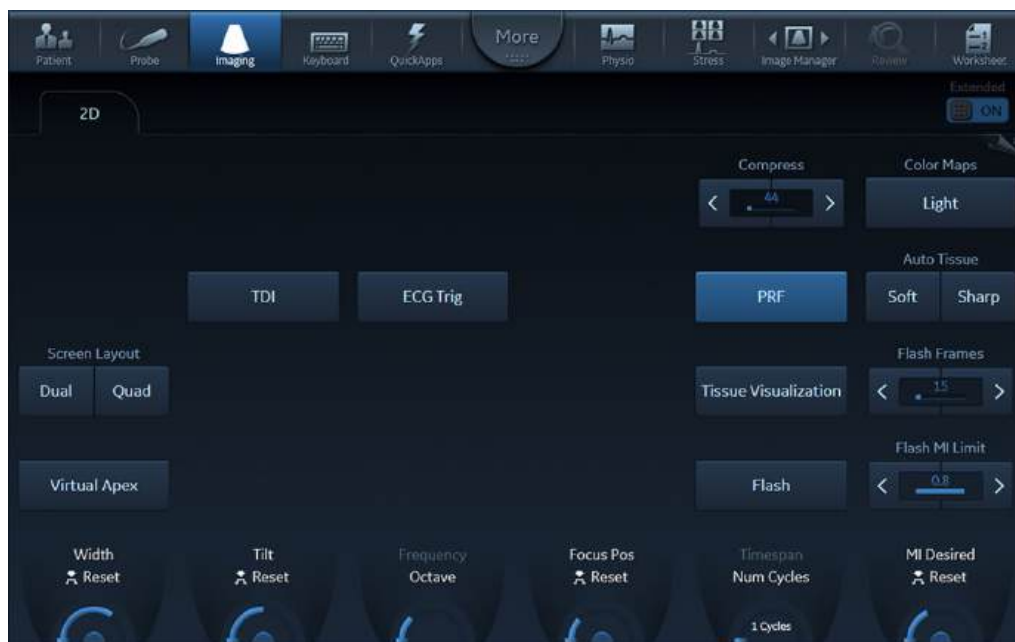 Patient
Probe
Imaging
Keyboard
QuickApps
More
Physio
Stress
Image Manager
Review
Worksheet
2D
Extended
ON
Compress
44
Color Maps
Light
TDI
ECG Trig
PRF
Auto Tissue
Soft
Sharp
Screen Layout
Dual
Quad
Tissue Visualization
Flash Frames
15
Virtual Apex
Flash
Flash MI Limit
0.8
Width
Reset
Tilt
Reset
Frequency
Octave
Focus Pos
Reset
Timespan
Num Cycles
1 Cycles
MI Desired
Reset